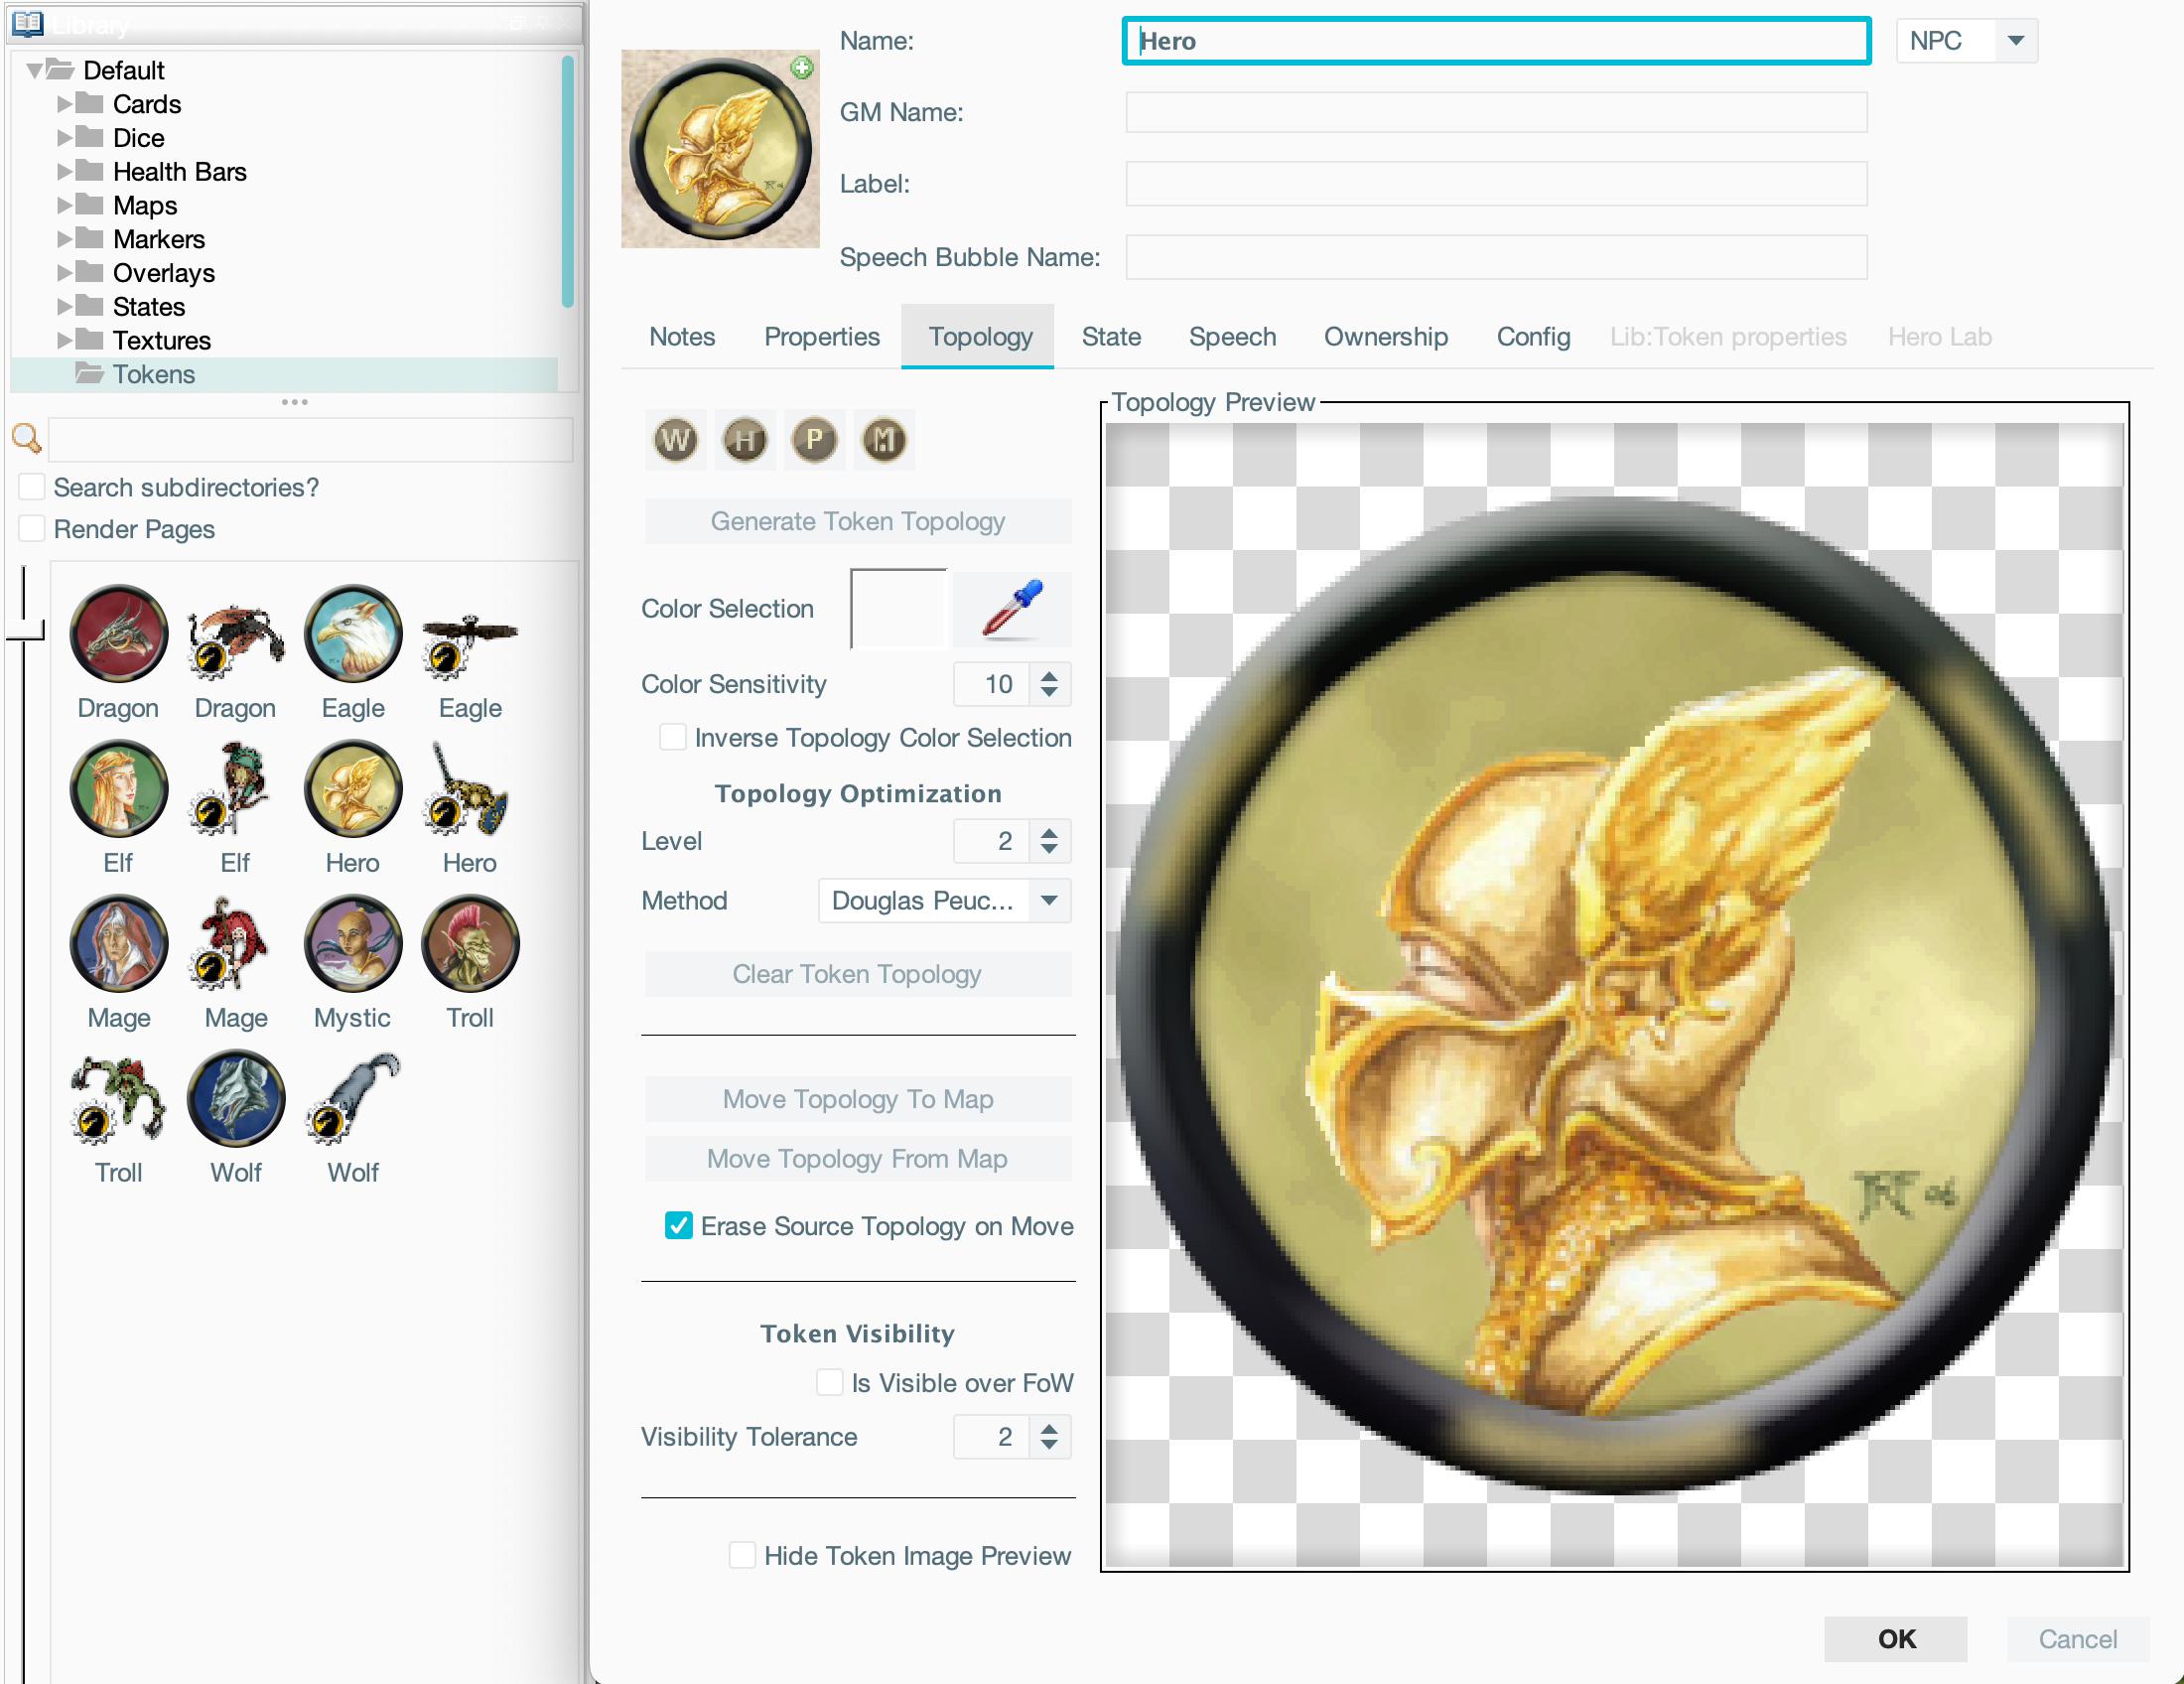 Library
Default
Cards
Dice
Health Bars
Maps
Markers
Overlays
States
Textures
Tokens
Search subdirectories?
Render Pages
Dragon Dragon Eagle Eagle
Elf Elf Hero Hero
Mage Mage Mystic Troll
Troll Wolf Wolf
Name: Hero NPC
GM Name:
Label:
Speech Bubble Name:
Notes Properties Topology State Speech Ownership Config Lib:Token properties Hero Lab
W H P M
Generate Token Topology
Color Selection
Color Sensitivity 10
Inverse Topology Color Selection
Topology Optimization
Level 2
Method Douglas Peuc...
Clear Token Topology
Move Topology To Map
Move Topology From Map
Erase Source Topology on Move
Token Visibility
Is Visible over FoW
Visibility Tolerance 2
Hide Token Image Preview
Topology Preview
OK Cancel